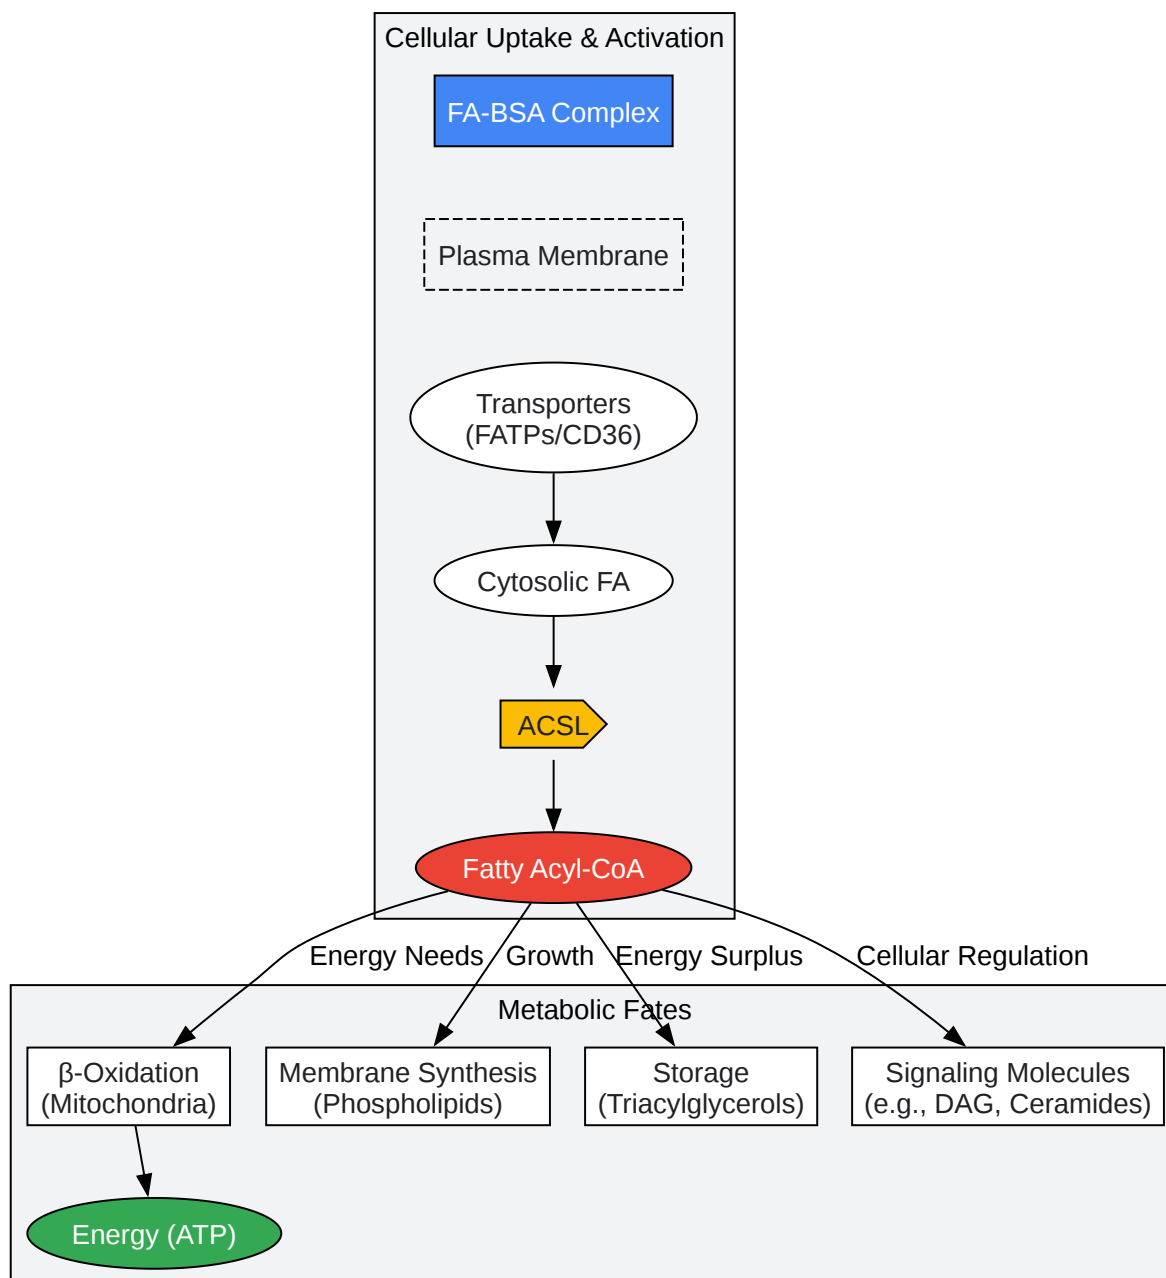 Cellular Uptake & Activation
FA-BSA Complex
Plasma Membrane
Transporters
(FATPs/CD36)
Cytosolic FA
ACSL
Fatty Acyl-CoA
Energy Needs
Growth
Energy Surplus
Cellular Regulation
Metabolic Fates
β-Oxidation
(Mitochondria)
Membrane Synthesis
(Phospholipids)
Storage
(Triacylglycerols)
Signaling Molecules
(e.g., DAG, Ceramides)
Energy (ATP)